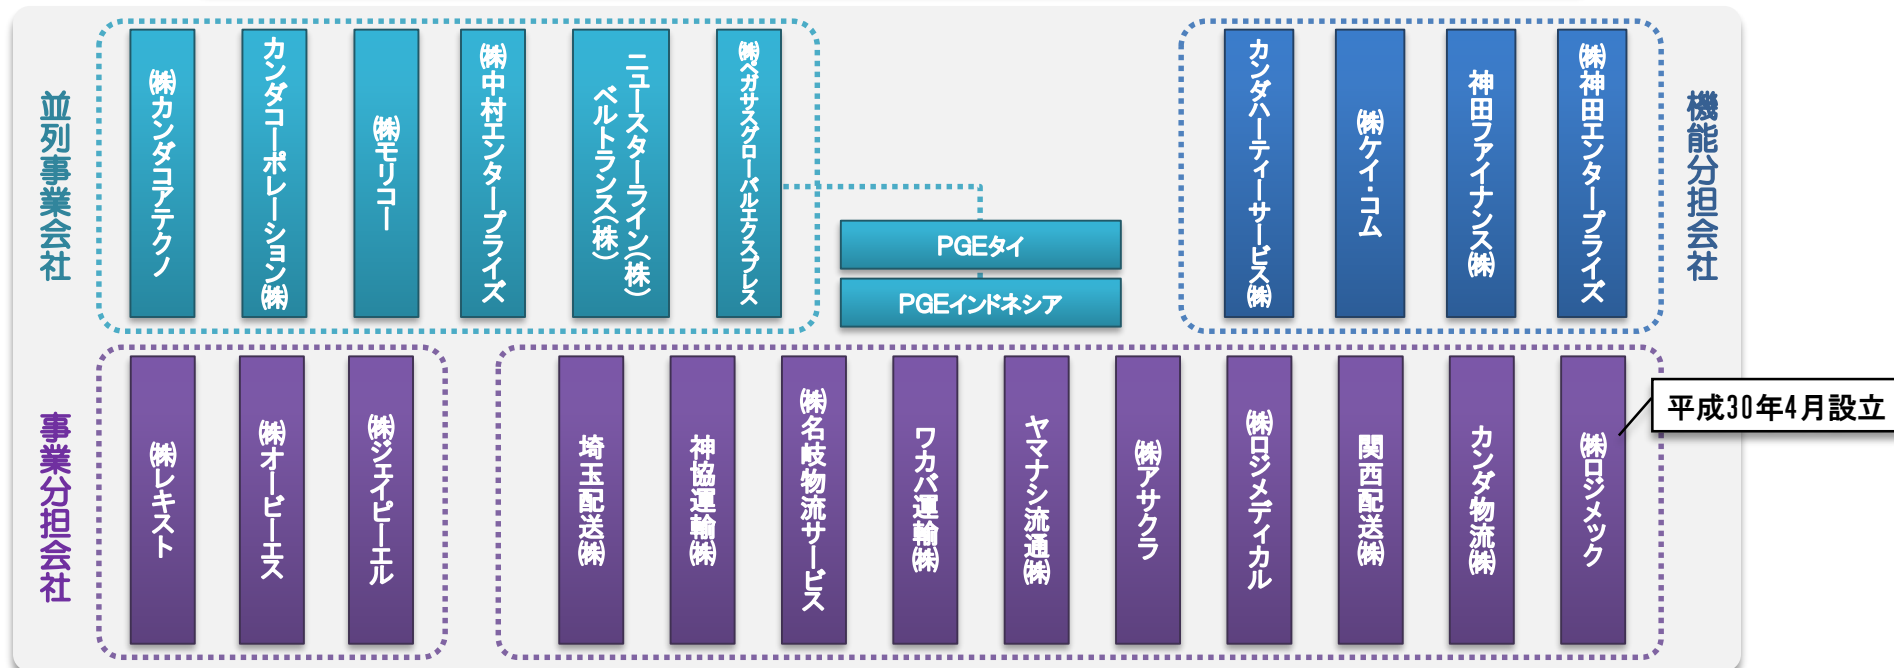 並列事業会社
㈱カンダコアテクノ
カンダコーポレーション㈱
㈱モリコー
㈱中村エンタープライズ
ニュースターライン(株)
ベルトランス(株)
㈱ペガサスグローバルエクスプレス
PGEタイ
PGEインドネシア
カンダハーティーサービス㈱
㈱ケイ・コム
神田ファイナンス㈱
㈱神田エンタープライズ
機能分担会社
事業分担会社
㈱レキスト
㈱オービーエス
㈱ジェイピーエル
埼玉配送㈱
神協運輸㈱
㈱名岐物流サービス
ワカバ運輸㈱
ヤマナシ流通㈱
㈱アサクラ
㈱ロジメディカル
関西配送㈱
カンダ物流㈱
㈱ロジメック
平成30年4月設立